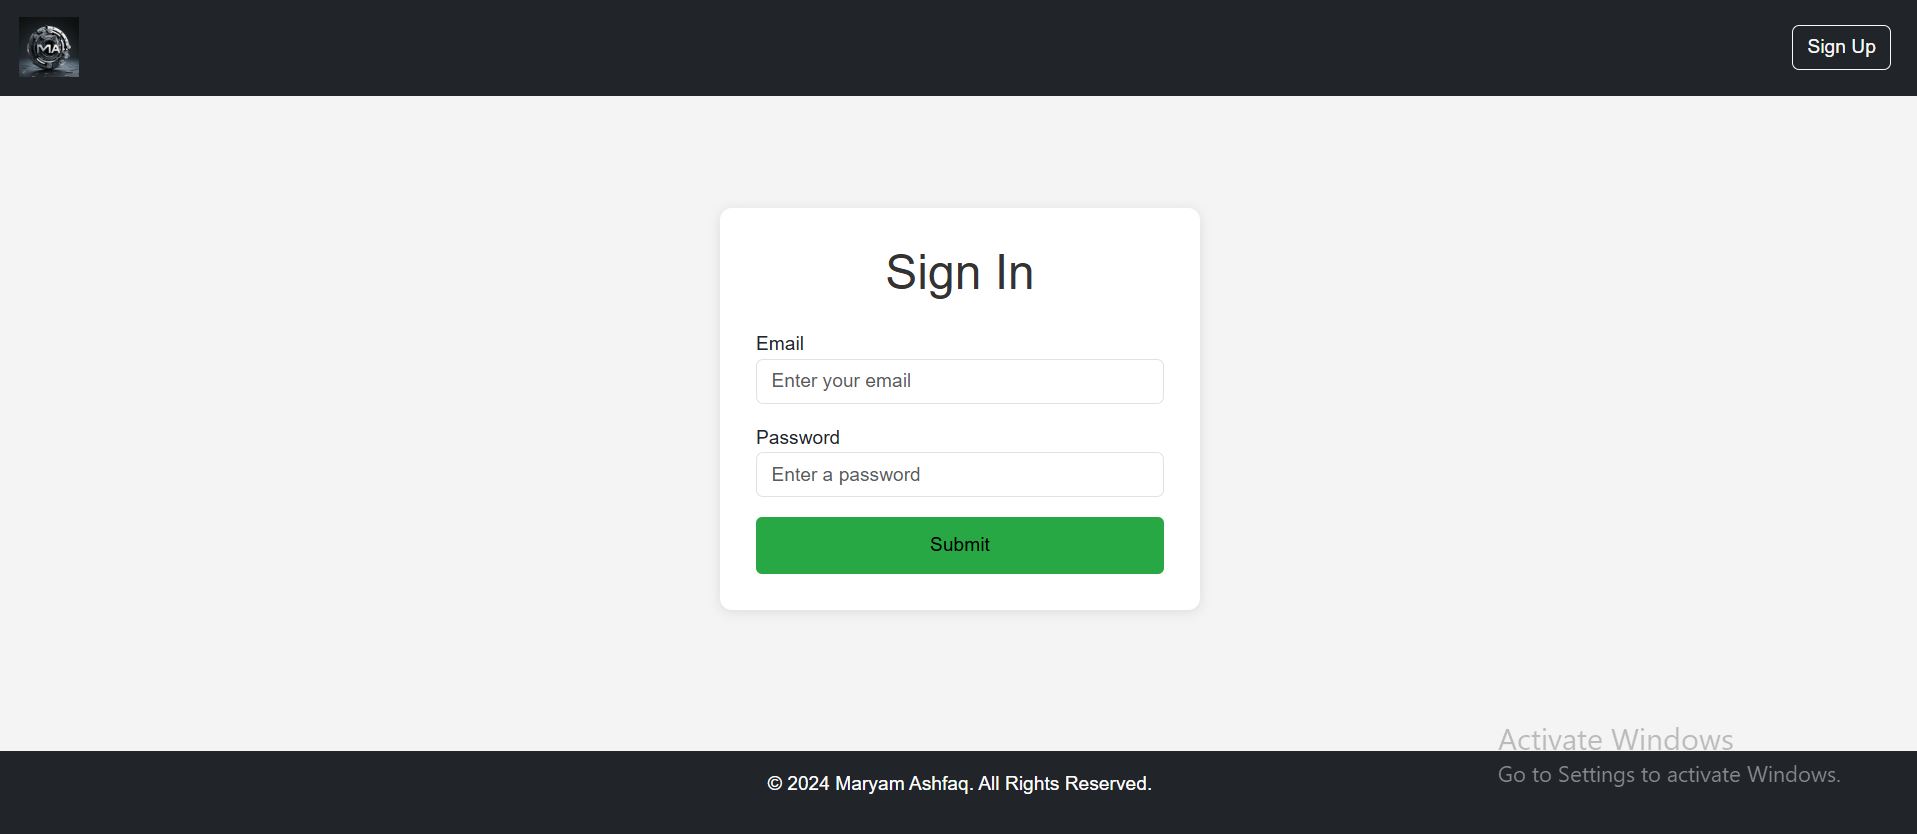 MA
Sign Up
Sign In
Email
Enter your email
Password
Enter a password
Submit
Activate Windows
Go to Settings to activate Windows.
© 2024 Maryam Ashfaq. All Rights Reserved.